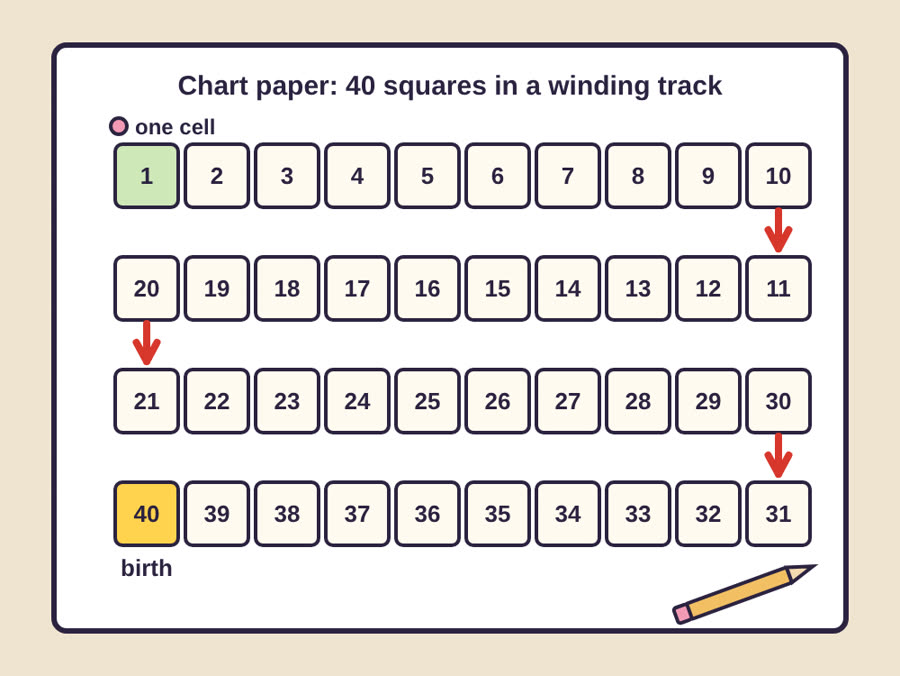 Chart paper: 40 squares in a winding track
one cell
1 2 3 4 5 6 7 8 9 10
20 19 18 17 16 15 14 13 12 11
21 22 23 24 25 26 27 28 29 30
40 39 38 37 36 35 34 33 32 31
birth